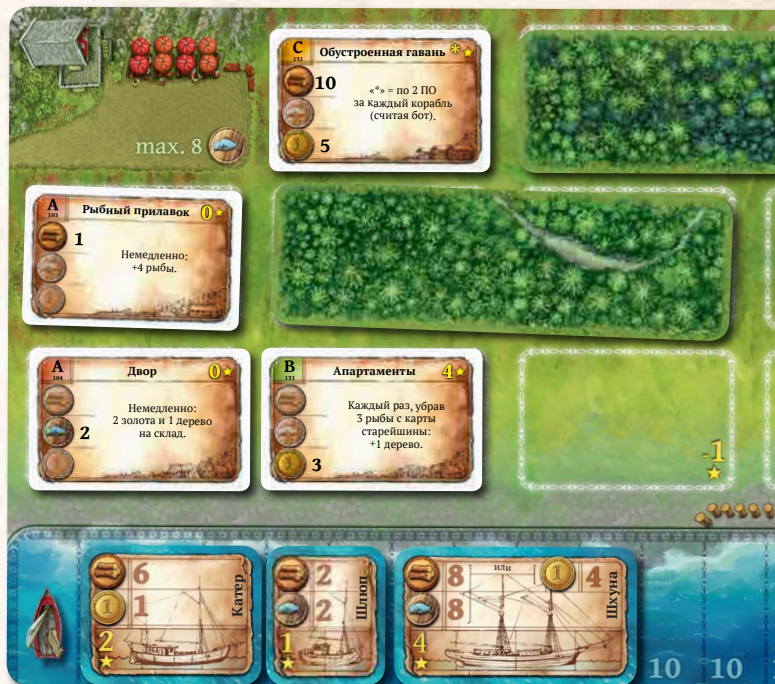 max. 8
C
151
Обустроенная гавань *
10
5
«*» = по 2 ПО
за каждый корабль
(считая бот).
A
103
Рыбный прилавок 0
1
Немедленно:
+4 рыбы.
A
104
Двор 0
2
Немедленно:
2 золота и 1 дерево
на склад.
B
131
Апартаменты 4
3
Каждый раз, убрав
3 рыбы с карты
старейшины:
+1 дерево.
-1
6
1 1
2
Катер
2
2
1
Шлюп
8 или 1 4
8
4
Шкуна
10 10